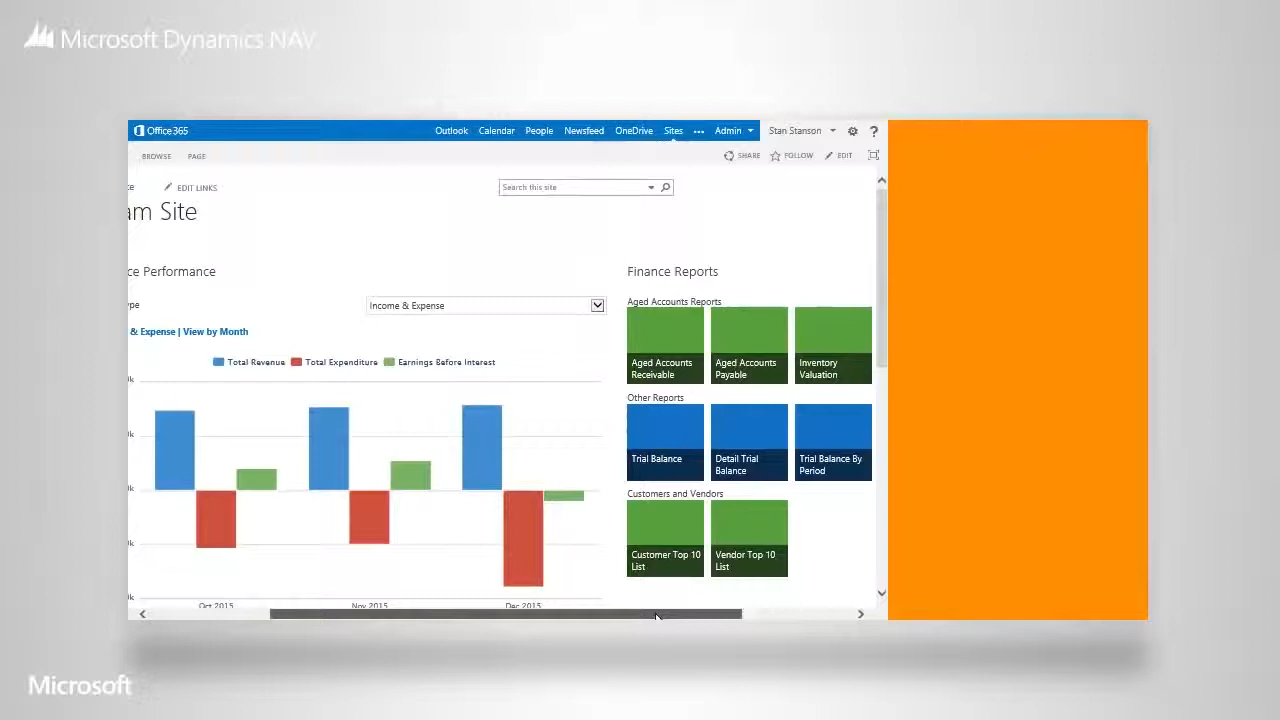 Microsoft Dynamics NAV
Office 365
Outlook Calendar People Newsfeed OneDrive Sites ... Admin Stan Stanson ?
BROWSE PAGE
SHARE FOLLOW EDIT
EDIT LINKS
Search this site
am Site
ce Performance
Finance Reports
ype
Income & Expense
Aged Accounts Reports
& Expense | View by Month
Total Revenue Total Expenditure Earnings Before Interest
Aged Accounts Receivable
Aged Accounts Payable
Inventory Valuation
Other Reports
Trial Balance
Detail Trial Balance
Trial Balance By Period
Customers and Vendors
Customer Top 10 List
Vendor Top 10 List
Oct 2015 Nov 2015 Dec 2015
Microsoft